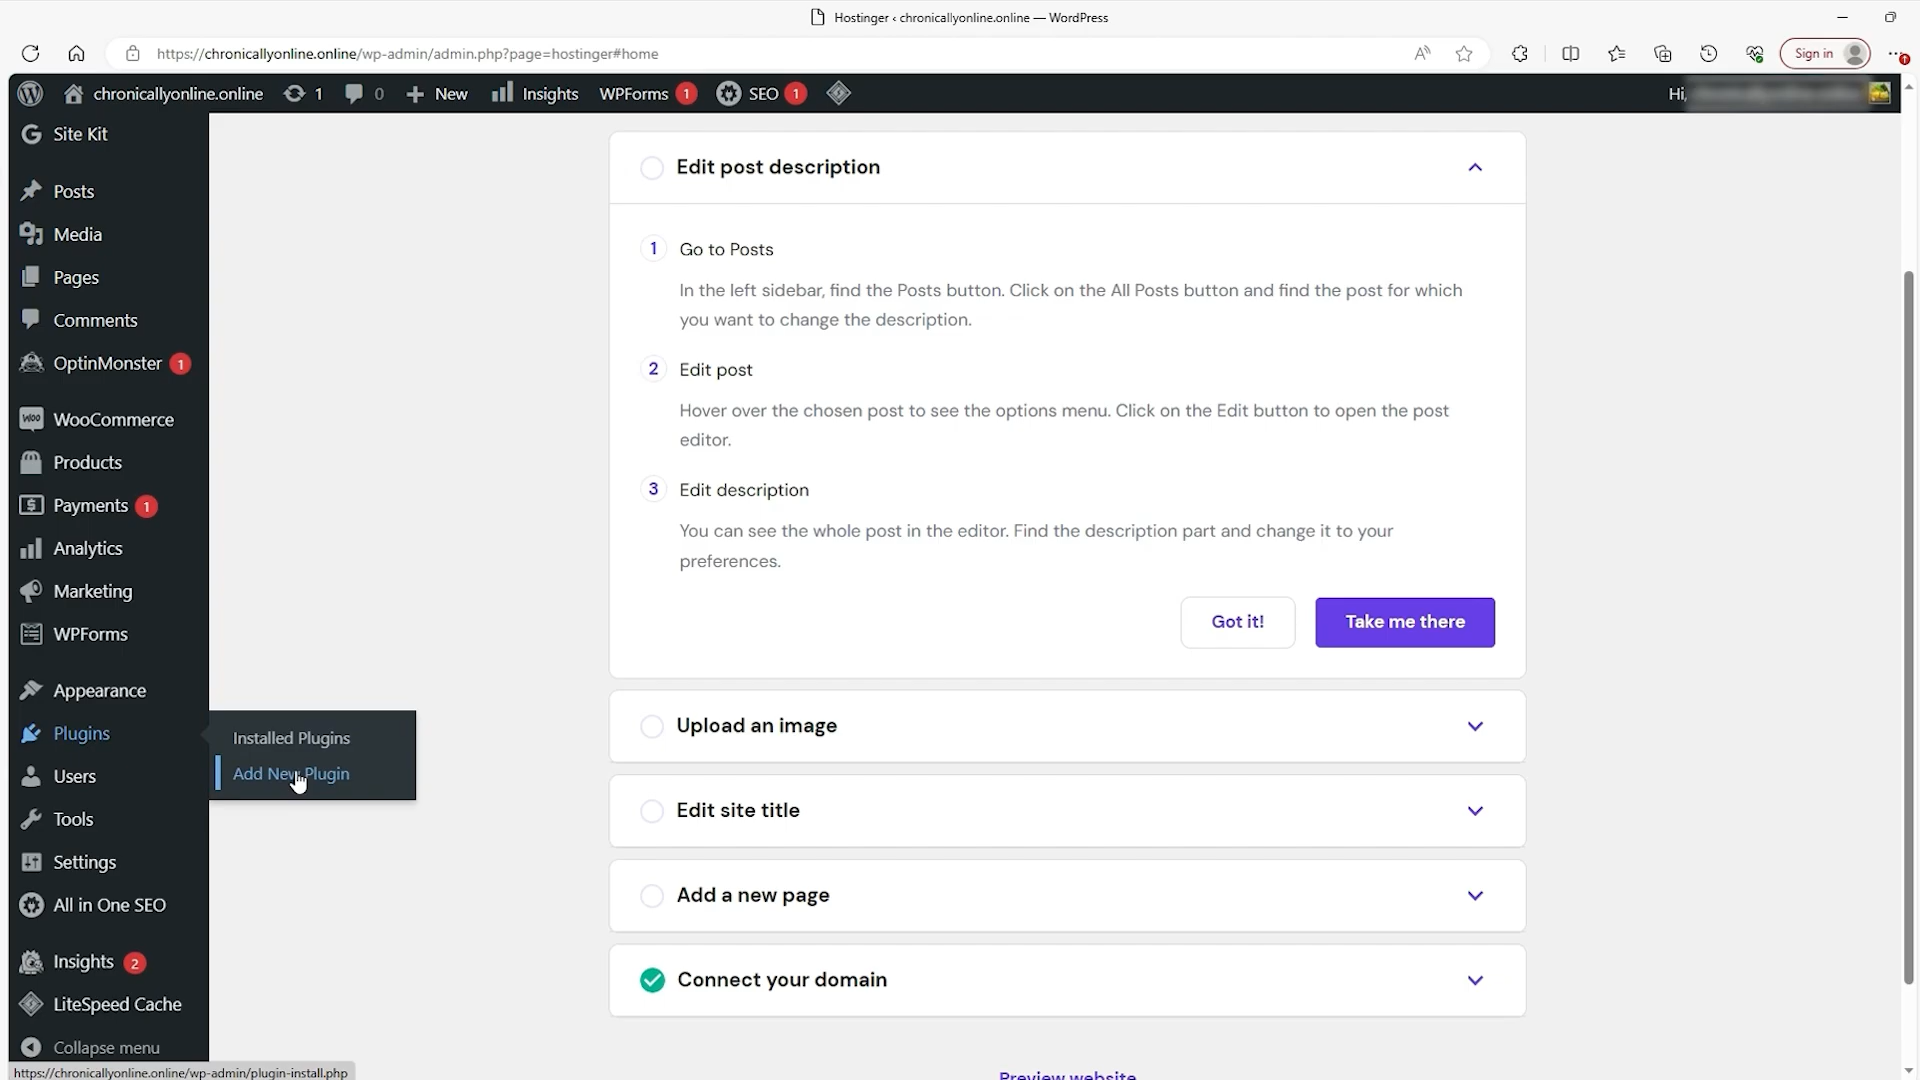 Hostinger ‹ chronicallyonline.online — WordPress
https://chronicallyonline.online/wp-admin/admin.php?page=hostinger#home
Sign in
chronicallyonline.online
1
0
New
Insights
WPForms 1
SEO 1
Hi,
Site Kit
Posts
Media
Pages
Comments
OptinMonster 1
WooCommerce
Products
Payments 1
Analytics
Marketing
WPForms
Appearance
Plugins
Users
Tools
Settings
All in One SEO
Insights 2
LiteSpeed Cache
Collapse menu
Installed Plugins
Add New Plugin
Edit post description
1 Go to Posts
In the left sidebar, find the Posts button. Click on the All Posts button and find the post for which
you want to change the description.
2 Edit post
Hover over the chosen post to see the options menu. Click on the Edit button to open the post
editor.
3 Edit description
You can see the whole post in the editor. Find the description part and change it to your
preferences.
Got it!
Take me there
Upload an image
Edit site title
Add a new page
Connect your domain
Preview website
https://chronicallyonline.online/wp-admin/plugin-install.php